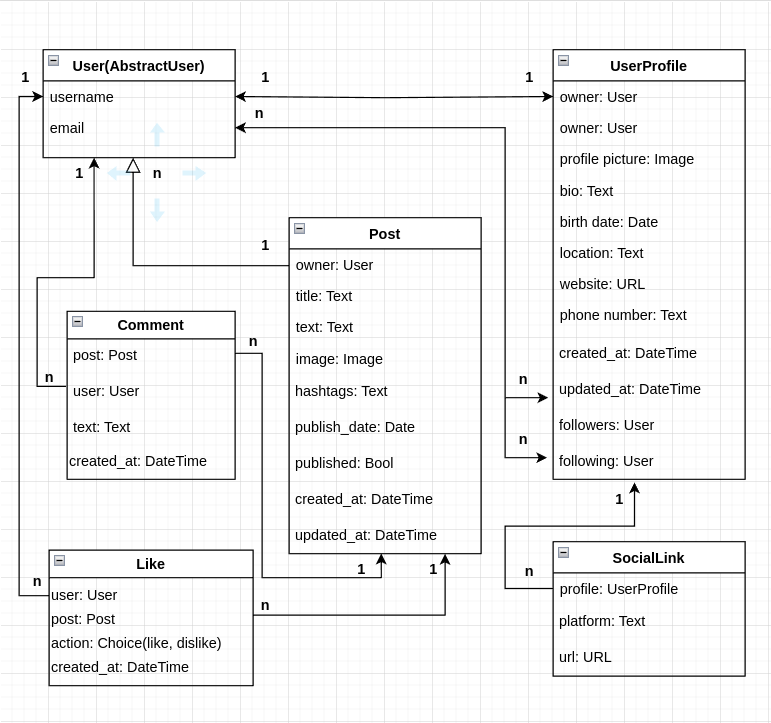 User(AbstractUser)
username
email
1
1
1
n
1
n
1
UserProfile
owner: User
owner: User
profile picture: Image
bio: Text
birth date: Date
location: Text
website: URL
phone number: Text
created_at: DateTime
updated_at: DateTime
followers: User
following: User
n
n
Post
owner: User
title: Text
text: Text
image: Image
hashtags: Text
publish_date: Date
published: Bool
created_at: DateTime
updated_at: DateTime
Comment
post: Post
user: User
text: Text
created_at: DateTime
n
n
Like
user: User
post: Post
action: Choice(like, dislike)
created_at: DateTime
n
n
1
1
SocialLink
profile: UserProfile
platform: Text
url: URL
1
n